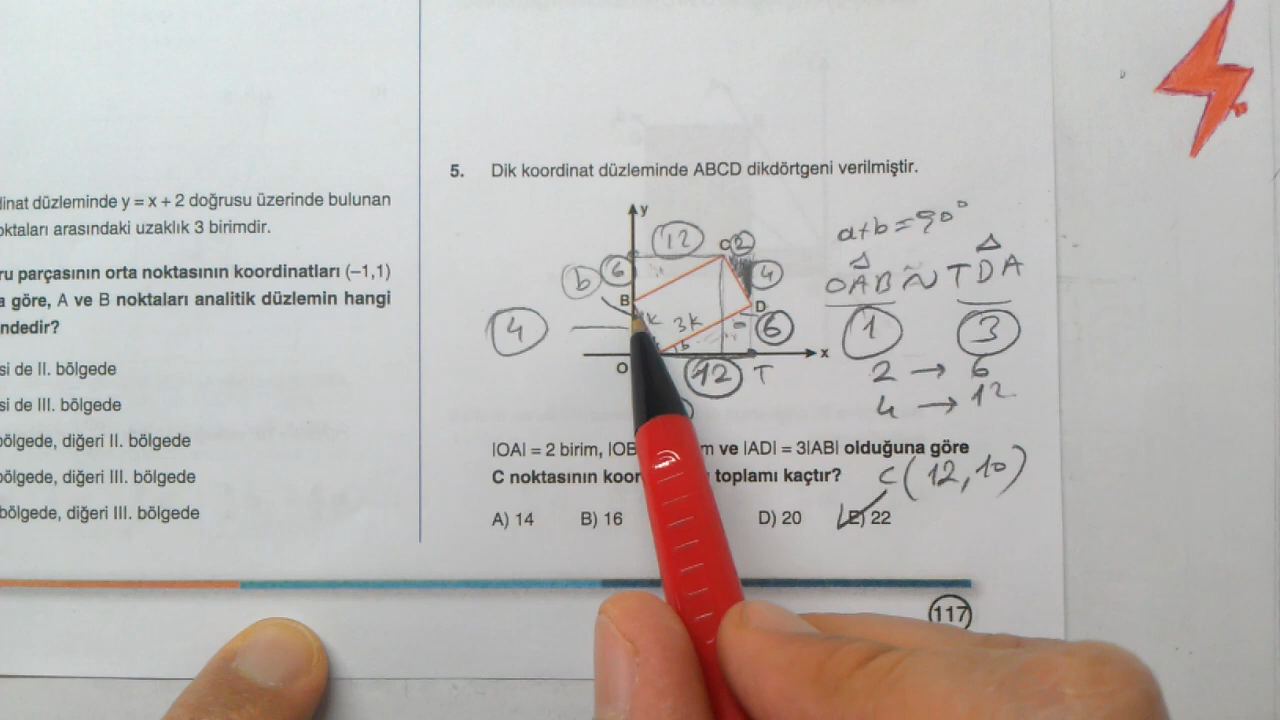 dinat düzleminde y = x + 2 doğrusu üzerinde bulunan
oktaları arasındaki uzaklık 3 birimdir.
ru parçasının orta noktasının koordinatları (–1,1)
a göre, A ve B noktaları analitik düzlemin hangi
ndedir?
si de II. bölgede
si de III. bölgede
bölgede, diğeri II. bölgede
bölgede, diğeri III. bölgede
bölgede, diğeri III. bölgede
5. Dik koordinat düzleminde ABCD dikdörtgeni verilmiştir.
y
12
C 2
6
b
4
B
D
k
3k
6
4
b
x
O
12 T
a+b=90°
OAB ~ TDA
1 3
2 → 6
4 → 12
|OA| = 2 birim, |OB m ve |AD| = 3|AB| olduğuna göre
C noktasının koor toplamı kaçtır?
C(12,10)
A) 14 B) 16 D) 20 E) 22
117